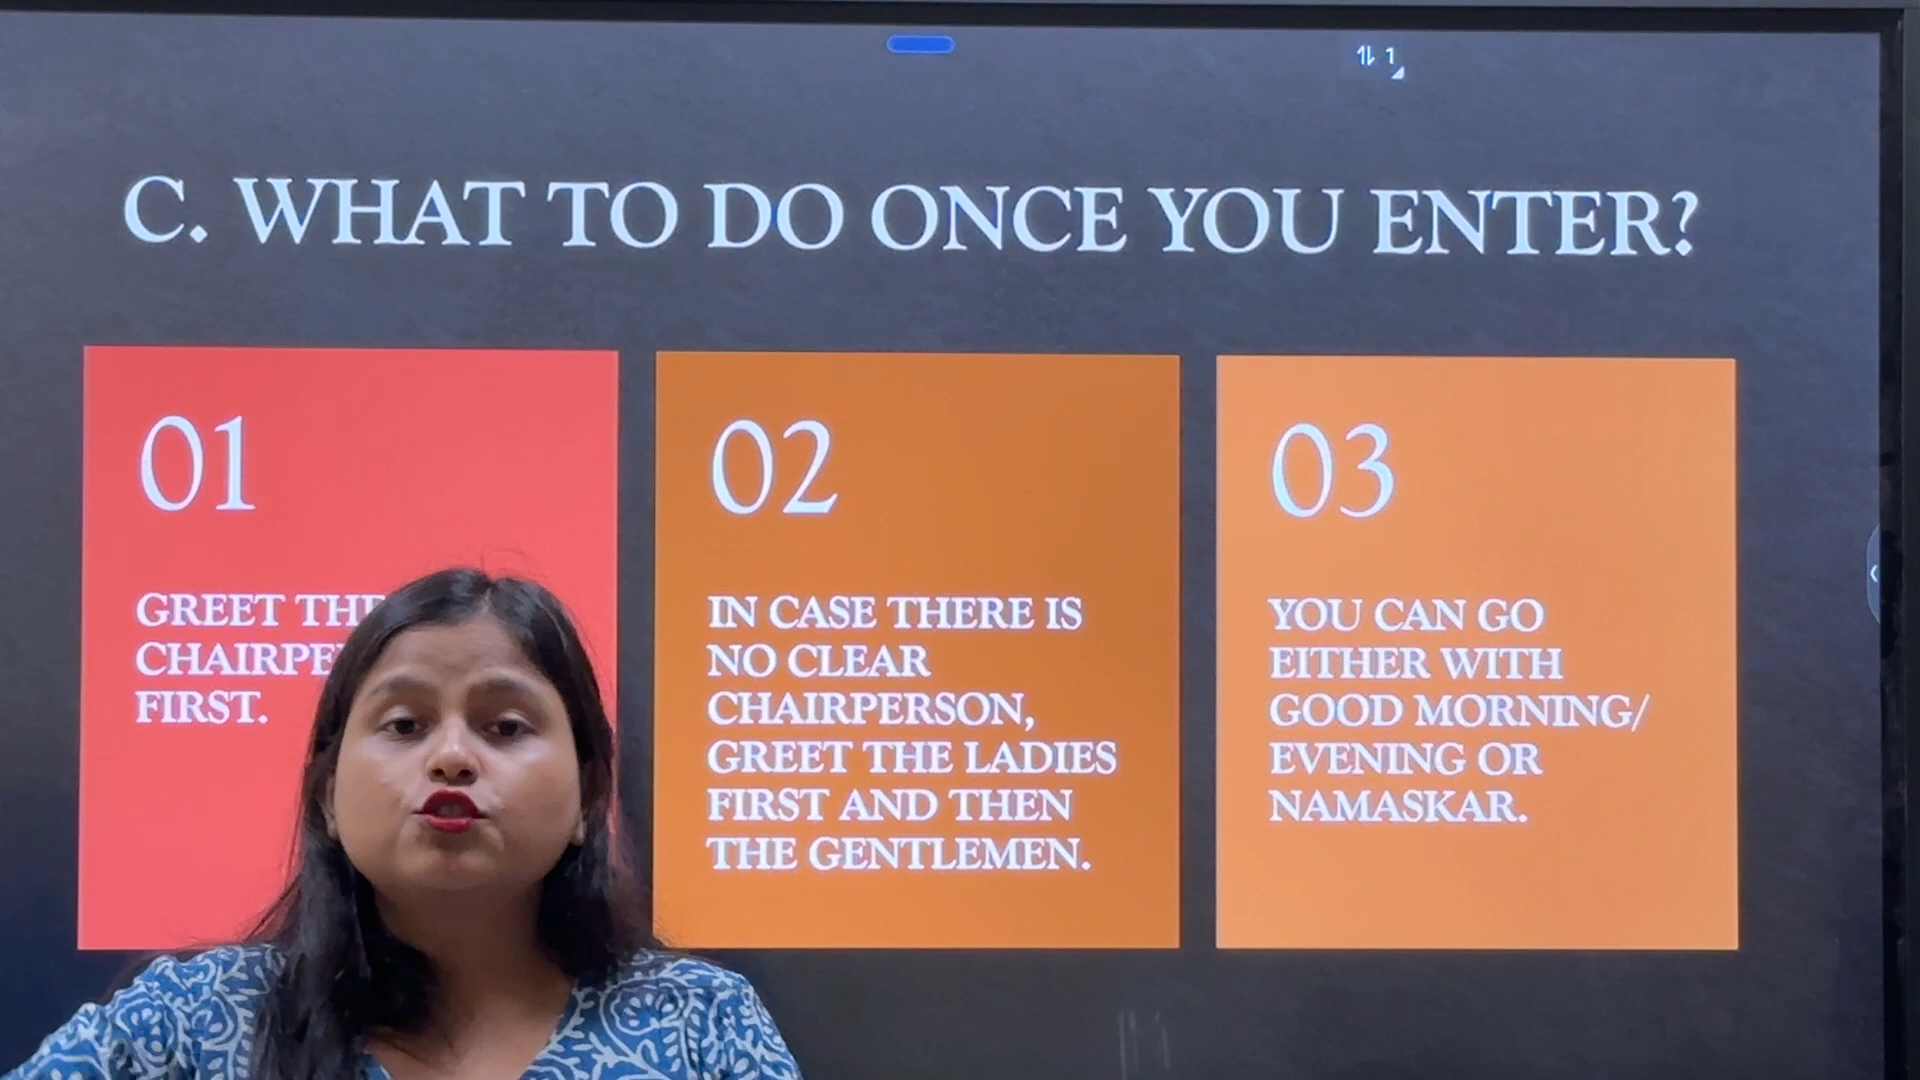 1
C. WHAT TO DO ONCE YOU ENTER?
01
GREET THE
FIRST.
02
IN CASE THERE IS
NO CLEAR
CHAIRPERSON,
GREET THE LADIES
FIRST AND THEN
THE GENTLEMEN.
03
YOU CAN GO
EITHER WITH
GOOD MORNING/
EVENING OR
NAMASKAR.